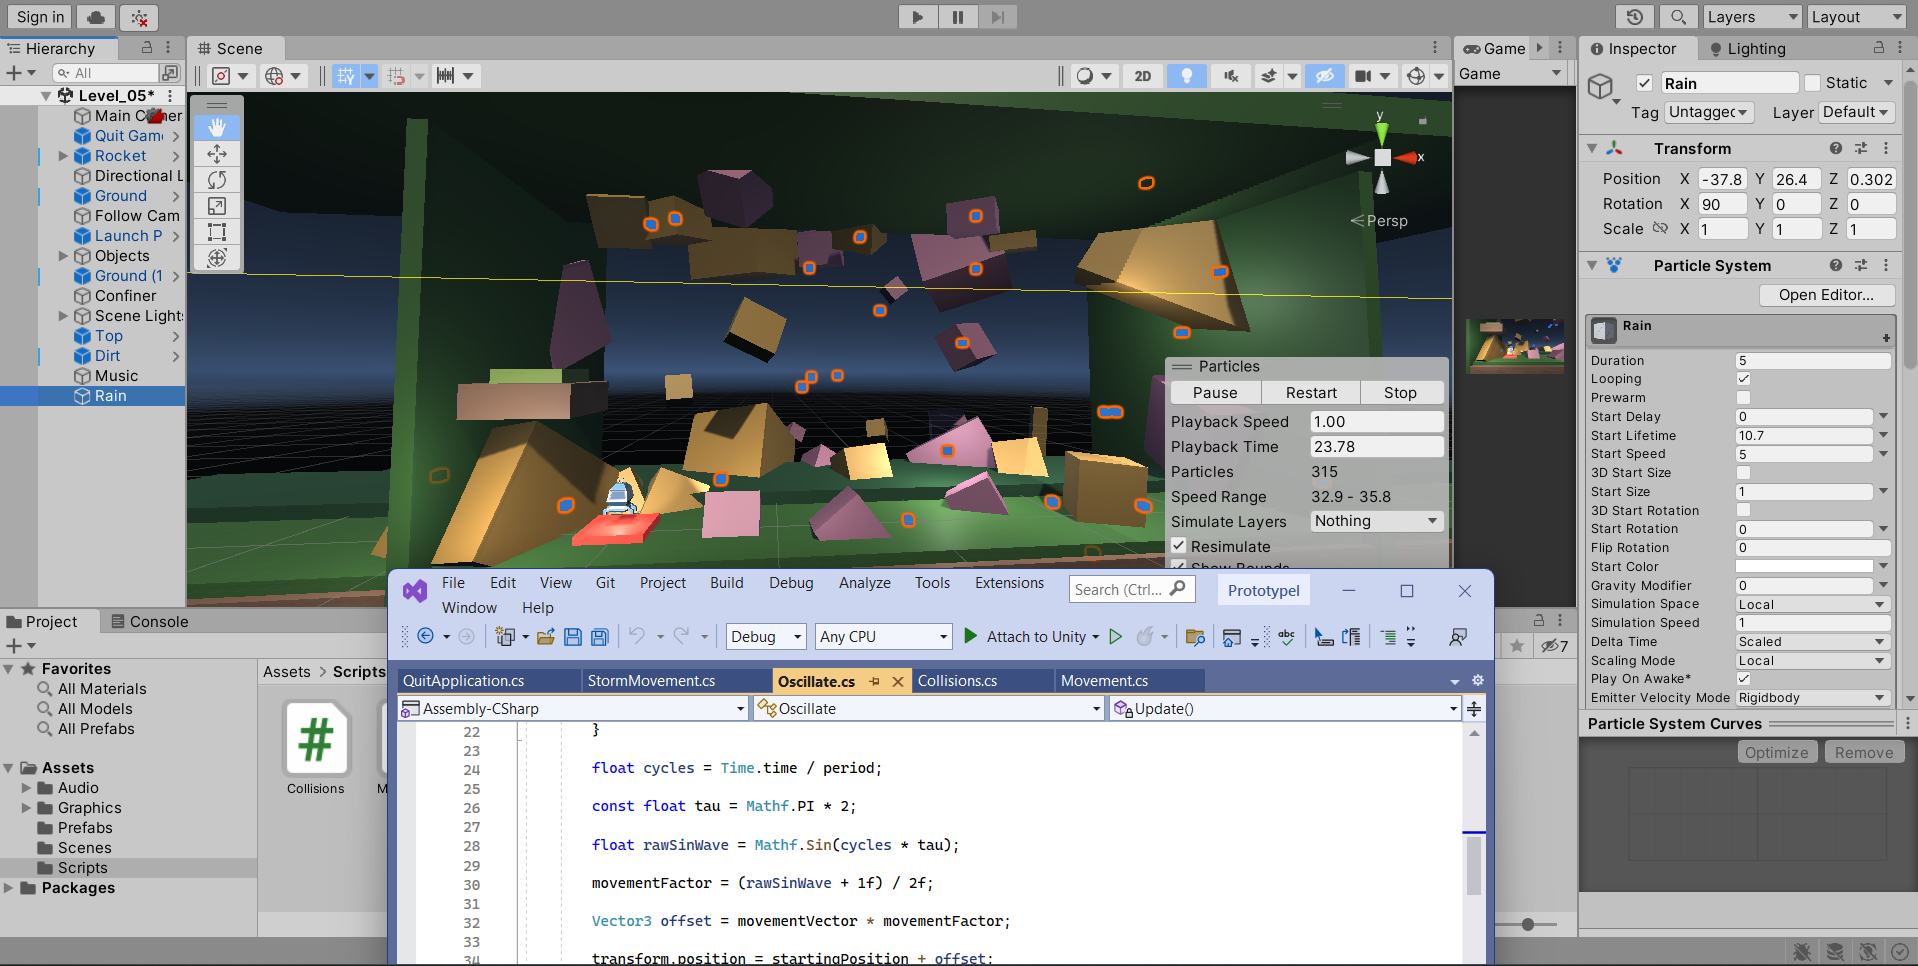 Sign in
Layers
Layout
Hierarchy
All
Level_05*
Main C mer
Quit Gam
Rocket
Directional L
Ground
Follow Cam
Launch P
Objects
Ground (1
Confiner
Scene Light
Top
Dirt
Music
Rain
Scene
2D
y
x
Persp
Particles
Pause
Restart
Stop
Playback Speed 1.00
Playback Time 23.78
Particles 315
Speed Range 32.9 - 35.8
Simulate Layers Nothing
Resimulate
Show Bounds
Game
Game
Inspector
Lighting
Rain
Static
Tag Untagged
Layer Default
Transform
Position X -37.8 Y 26.4 Z 0.302
Rotation X 90 Y 0 Z 0
Scale X 1 Y 1 Z 1
Particle System
Open Editor...
Rain
Duration 5
Looping
Prewarm
Start Delay 0
Start Lifetime 10.7
Start Speed 5
3D Start Size
Start Size 1
3D Start Rotation
Start Rotation 0
Flip Rotation 0
Start Color
Gravity Modifier 0
Simulation Space Local
Simulation Speed 1
Delta Time Scaled
Scaling Mode Local
Play On Awake*
Emitter Velocity Mode Rigidbody
Particle System Curves
Optimize
Remove
Project
Console
Favorites
All Materials
All Models
All Prefabs
Assets
Audio
Graphics
Prefabs
Scenes
Scripts
Packages
Assets > Scripts
#
Collisions
M
7
File Edit View Git Project Build Debug Analyze Tools Extensions
Window Help
Search (Ctrl...
Prototypel
Debug
Any CPU
Attach to Unity
abc
QuitApplication.cs
StormMovement.cs
Oscillate.cs
Collisions.cs
Movement.cs
Assembly-CSharp
Oscillate
Update()
22 }
23
24 float cycles = Time.time / period;
25
26 const float tau = Mathf.PI * 2;
27
28 float rawSinWave = Mathf.Sin(cycles * tau);
29
30 movementFactor = (rawSinWave + 1f) / 2f;
31
32 Vector3 offset = movementVector * movementFactor;
33
34 transform.position = startingPosition + offset;